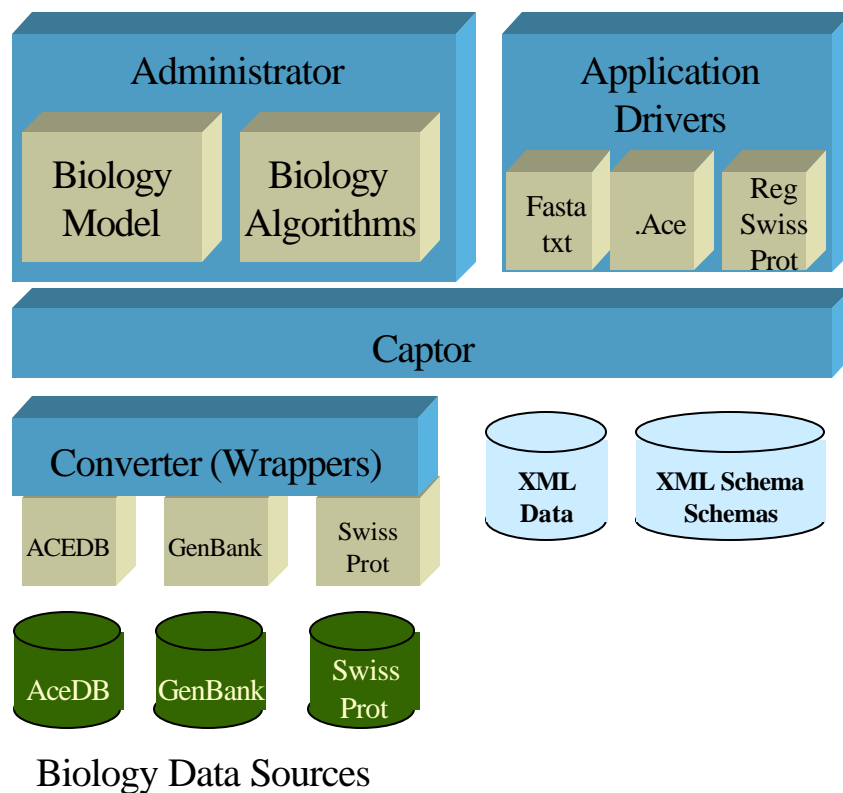 Administrator
Biology
Model
Biology
Algorithms
Application
Drivers
Fasta
txt
.Ace
Reg
Swiss
Prot
Captor
Converter (Wrappers)
ACEDB
GenBank
Swiss
Prot
XML
Data
XML Schema
Schemas
AceDB
GenBank
Swiss
Prot
Biology Data Sources